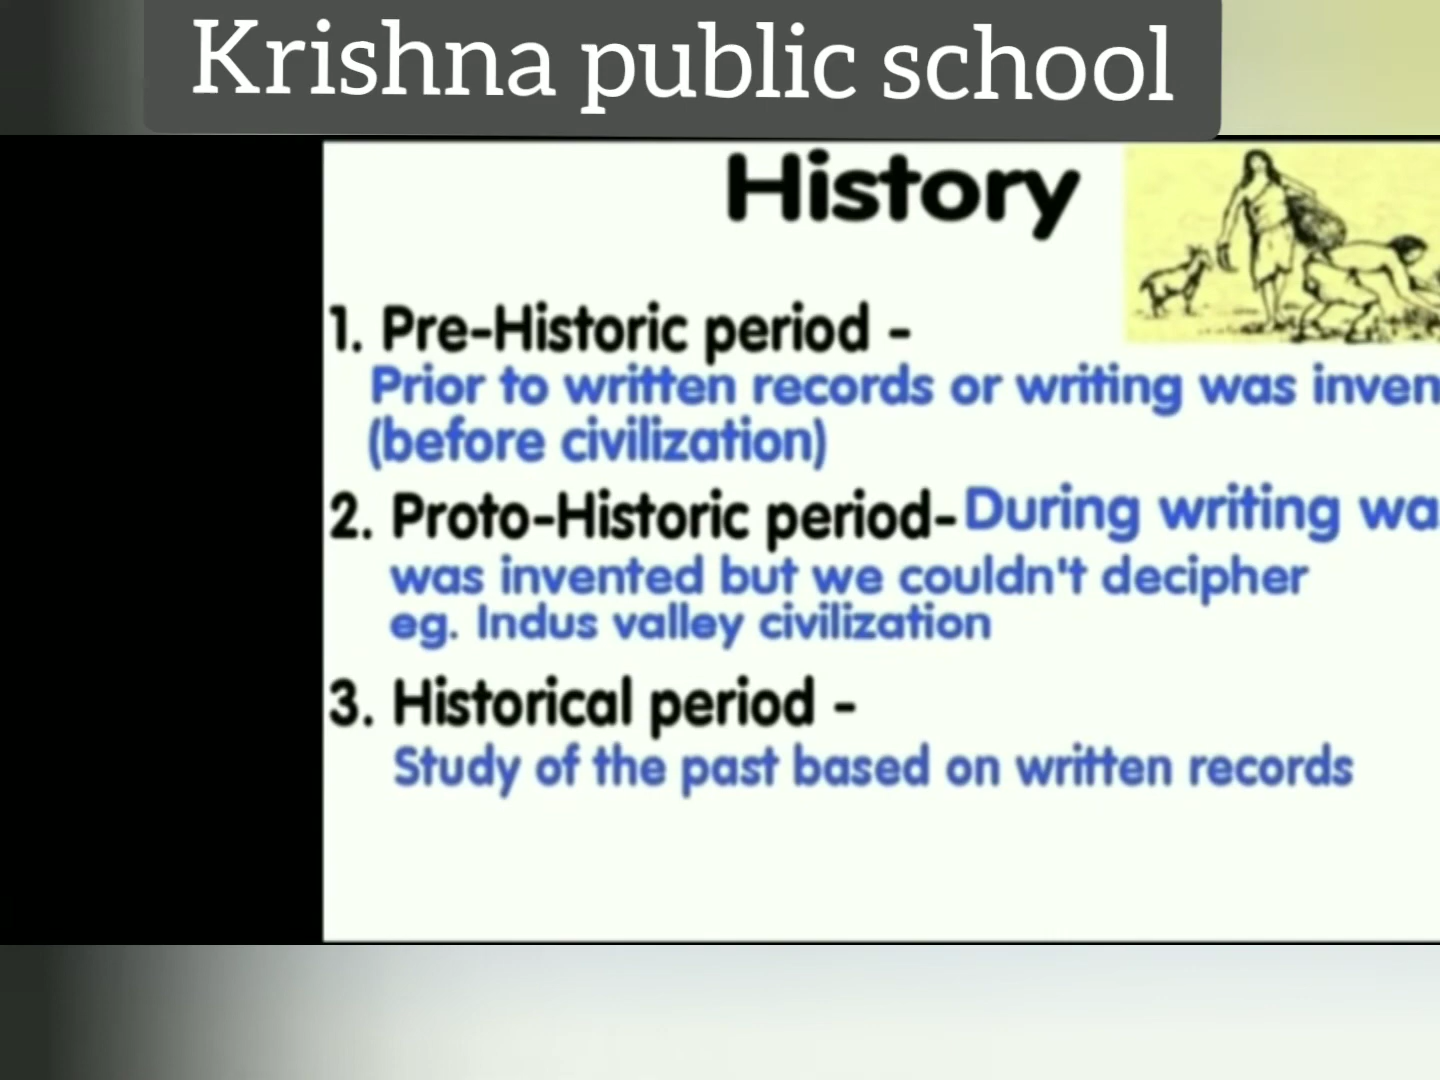 Krishna public school
History
1. Pre-Historic period -
Prior to written records or writing was inven
(before civilization)
2. Proto-Historic period- During writing wa
was invented but we couldn't decipher
eg. Indus valley civilization
3. Historical period -
Study of the past based on written records